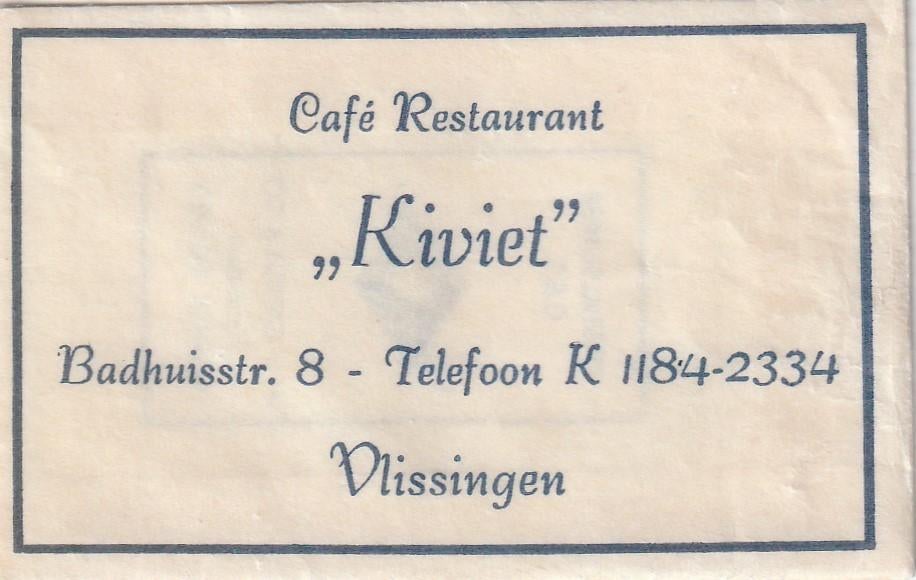 Café Restaurant
„Kiviet”
Badhuisstr. 8 - Telefoon K 1184-2334
Vlissingen